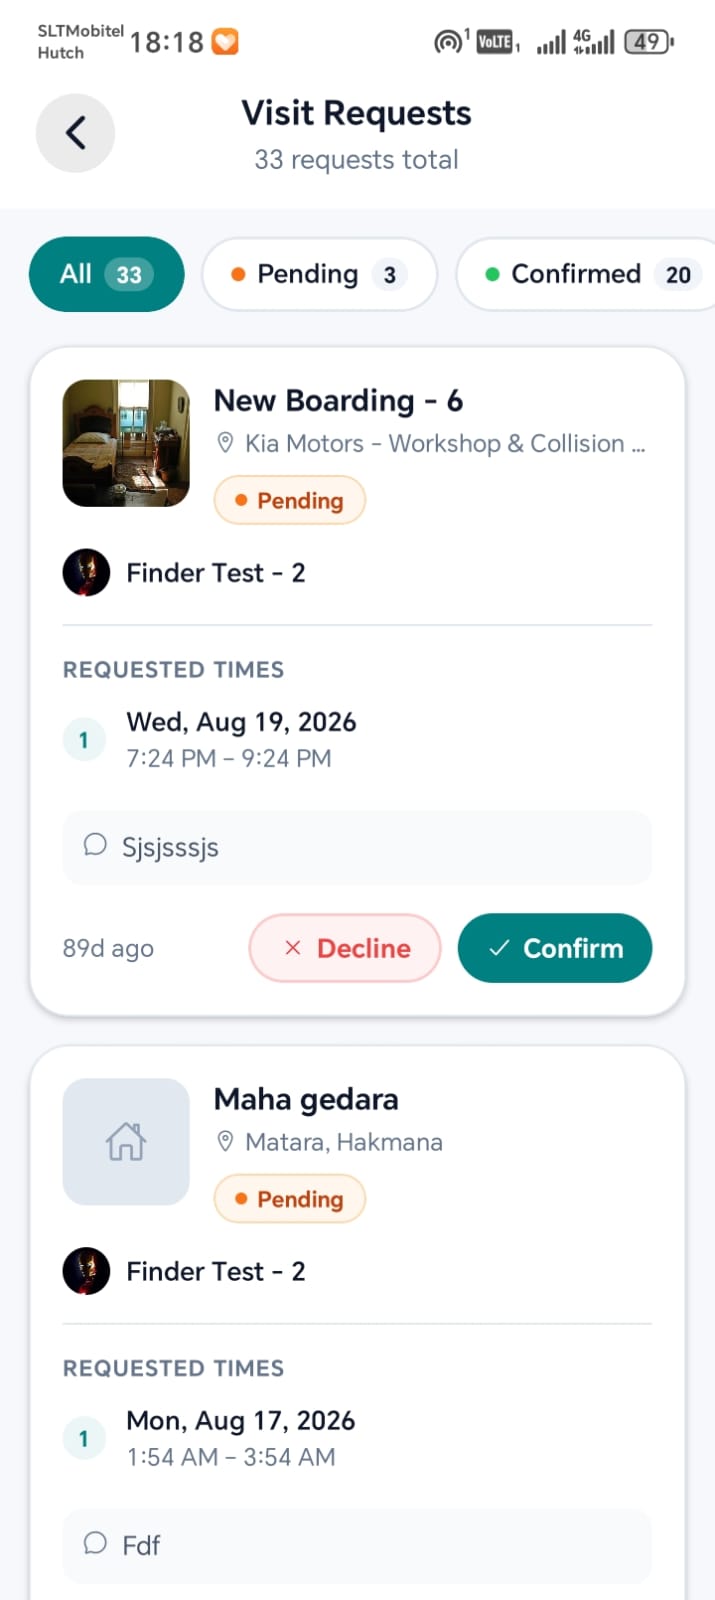 SLTMobitel
Hutch
18:18
1
VoLTE 1
4G
49
Visit Requests
33 requests total
All 33
Pending 3
Confirmed 20
New Boarding - 6
Kia Motors - Workshop & Collision ...
Pending
Finder Test - 2
REQUESTED TIMES
1
Wed, Aug 19, 2026
7:24 PM – 9:24 PM
Sjsjsssjs
89d ago
Decline
Confirm
Maha gedara
Matara, Hakmana
Pending
Finder Test - 2
REQUESTED TIMES
1
Mon, Aug 17, 2026
1:54 AM – 3:54 AM
Fdf